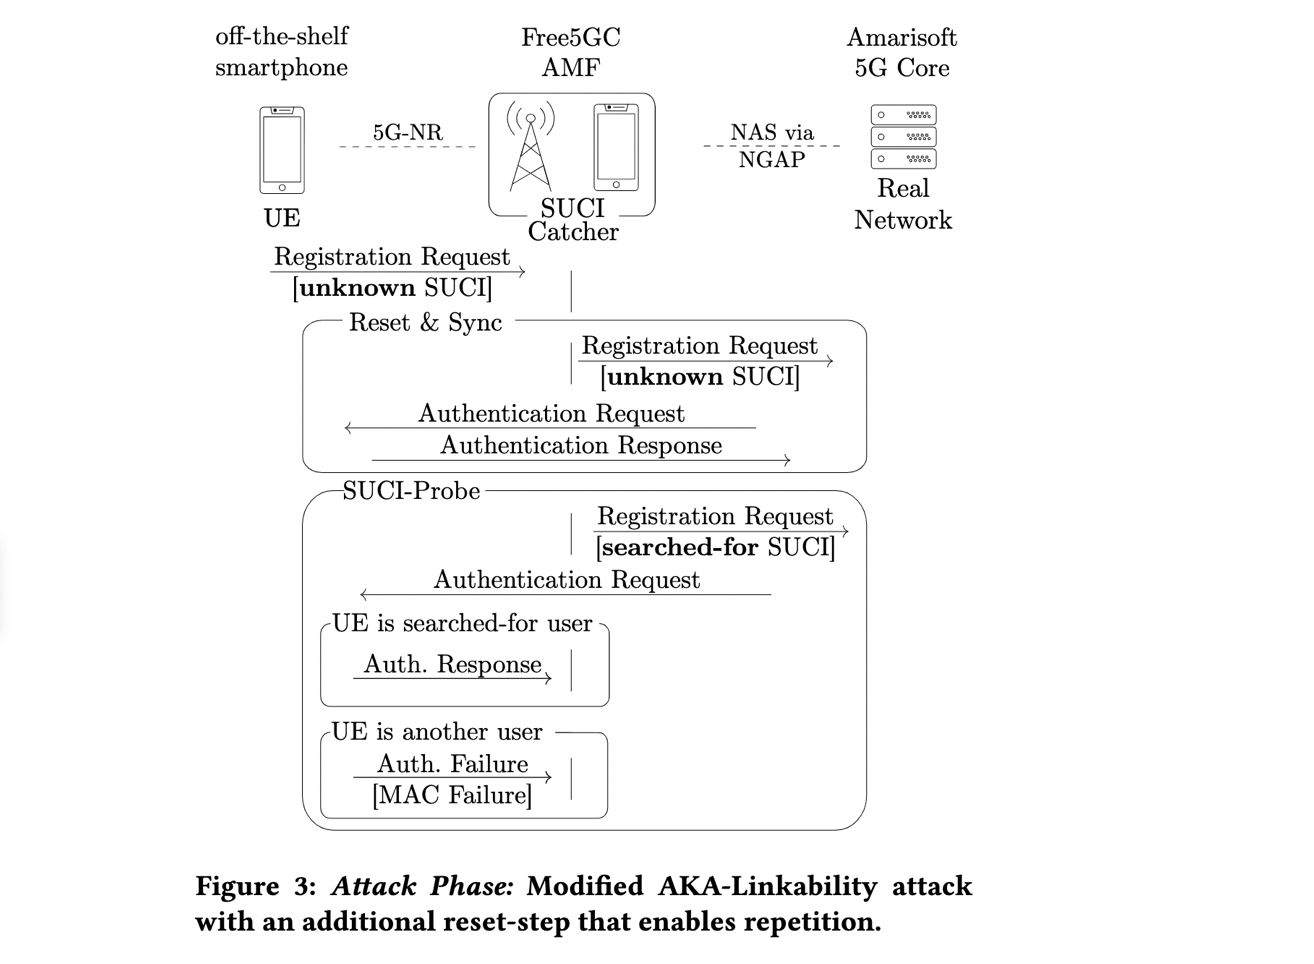 off-the-shelf
smartphone
Free5GC
AMF
Amarisoft
5G Core
5G-NR
NAS via
NGAP
UE
SUCI
Catcher
Real
Network
Registration Request
[unknown SUCI]
Reset & Sync
Registration Request
[unknown SUCI]
Authentication Request
Authentication Response
SUCI-Probe
Registration Request
[searched-for SUCI]
Authentication Request
UE is searched-for user
Auth. Response
UE is another user
Auth. Failure
[MAC Failure]
Figure 3: Attack Phase: Modified AKA-Linkability attack
with an additional reset-step that enables repetition.